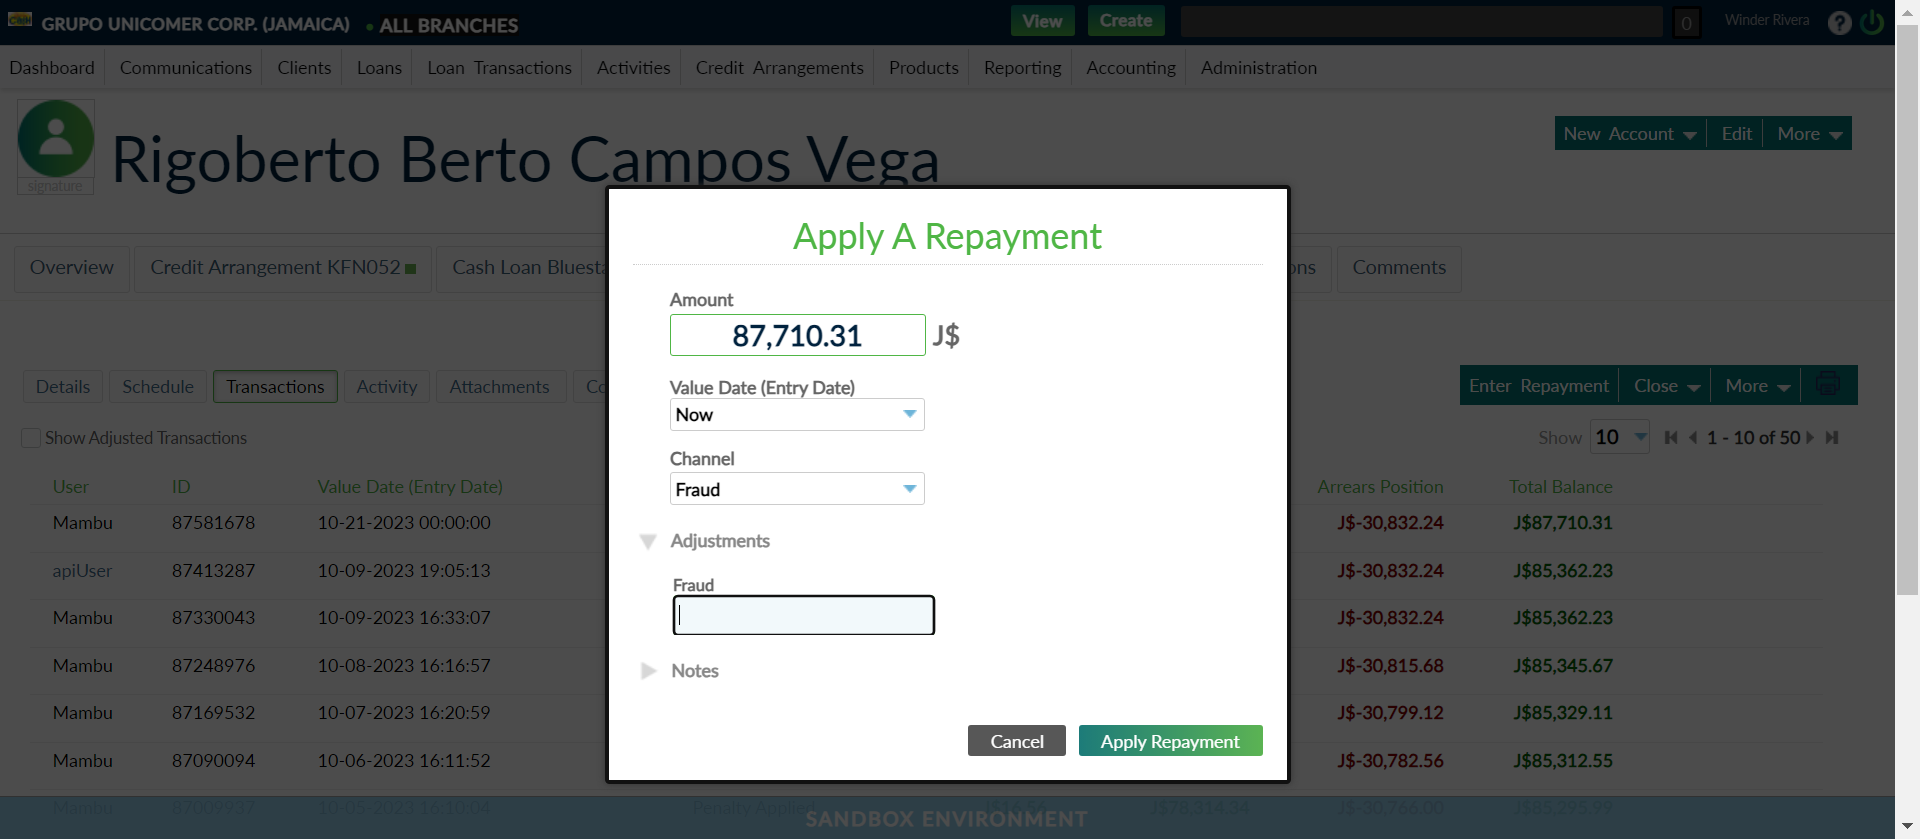 GRUPO UNICOMER CORP. (JAMAICA) ALL BRANCHES View Create 0 Winder Rivera ?
Dashboard Communications Clients Loans Loan Transactions Activities Credit Arrangements Products Reporting Accounting Administration
Rigoberto Berto Campos Vega
signature
New Account Edit More
Overview Credit Arrangement KFN052 Cash Loan Bluesta ons Comments
Apply A Repayment
Amount
87,710.31 J$
Value Date (Entry Date)
Now
Channel
Fraud
Adjustments
Fraud
Notes
Cancel Apply Repayment
Details Schedule Transactions Activity Attachments Co
Enter Repayment Close More
Show Adjusted Transactions
Show 10 1 - 10 of 50
User ID Value Date (Entry Date) Arrears Position Total Balance
Mambu 87581678 10-21-2023 00:00:00 J$-30,832.24 J$87,710.31
apiUser 87413287 10-09-2023 19:05:13 J$-30,832.24 J$85,362.23
Mambu 87330043 10-09-2023 16:33:07 J$-30,832.24 J$85,362.23
Mambu 87248976 10-08-2023 16:16:57 J$-30,815.68 J$85,345.67
Mambu 87169532 10-07-2023 16:20:59 J$-30,799.12 J$85,329.11
Mambu 87090094 10-06-2023 16:11:52 J$-30,782.56 J$85,312.55
Mambu 87009937 10-05-2023 16:10:04 Penalty Applied J$16.56 J$78,314.34 J$-30,766.00 J$85,295.99
SANDBOX ENVIRONMENT